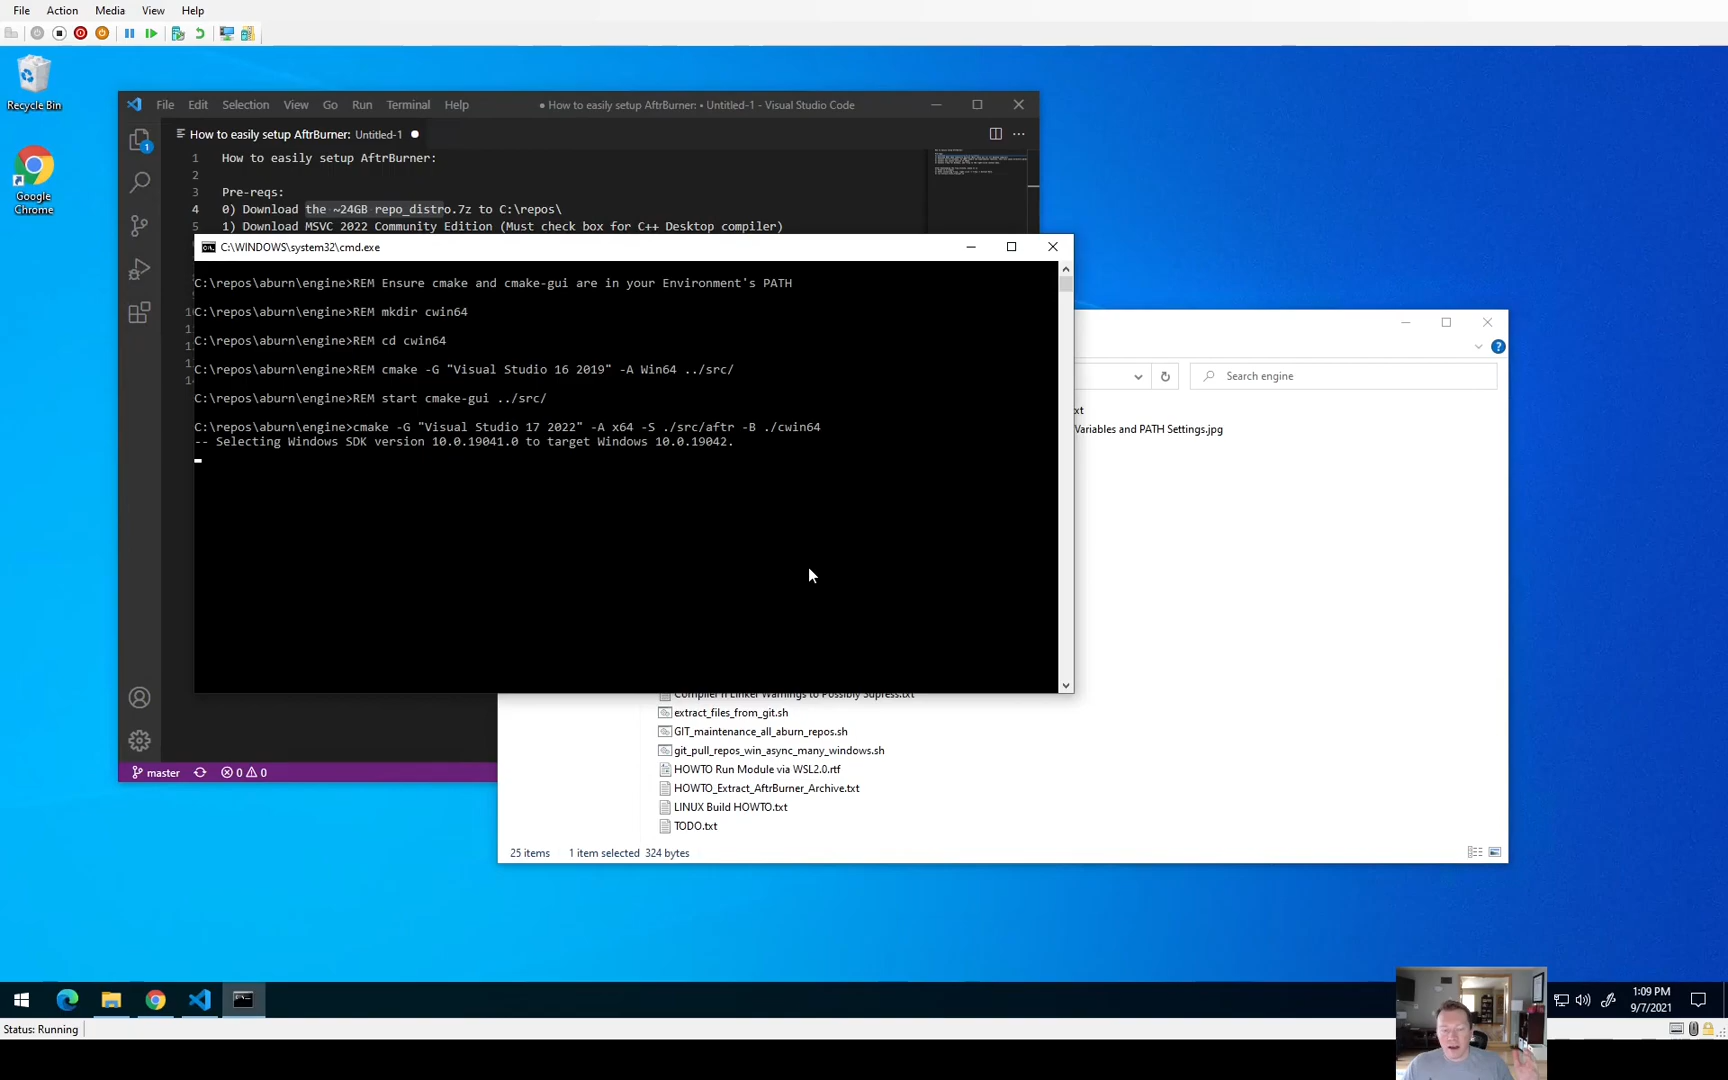 File Action Media View Help
Recycle Bin
Google Chrome
File Edit Selection View Go Run Terminal Help
● How to easily setup AftrBurner: • Untitled-1 - Visual Studio Code
How to easily setup AftrBurner: Untitled-1
1 How to easily setup AftrBurner:
2
3 Pre-reqs:
4 0) Download the ~24GB repo_distro.7z to C:\repos\
5 1) Download MSVC 2022 Community Edition (Must check box for C++ Desktop compiler)
C:\WINDOWS\system32\cmd.exe
C:\repos\aburn\engine>REM Ensure cmake and cmake-gui are in your Environment's PATH
C:\repos\aburn\engine>REM mkdir cwin64
C:\repos\aburn\engine>REM cd cwin64
C:\repos\aburn\engine>REM cmake -G "Visual Studio 16 2019" -A Win64 ../src/
C:\repos\aburn\engine>REM start cmake-gui ../src/
C:\repos\aburn\engine>cmake -G "Visual Studio 17 2022" -A x64 -S ./src/aftr -B ./cwin64
-- Selecting Windows SDK version 10.0.19041.0 to target Windows 10.0.19042.
Search engine
xt
Variables and PATH Settings.jpg
Compiler n Linker Warnings to Possibly Supress.txt
extract_files_from_git.sh
GIT_maintenance_all_aburn_repos.sh
git_pull_repos_win_async_many_windows.sh
HOWTO Run Module via WSL2.0.rtf
HOWTO_Extract_AftrBurner_Archive.txt
LINUX Build HOWTO.txt
TODO.txt
25 items 1 item selected 324 bytes
master 0 0
1:09 PM
9/7/2021
Status: Running